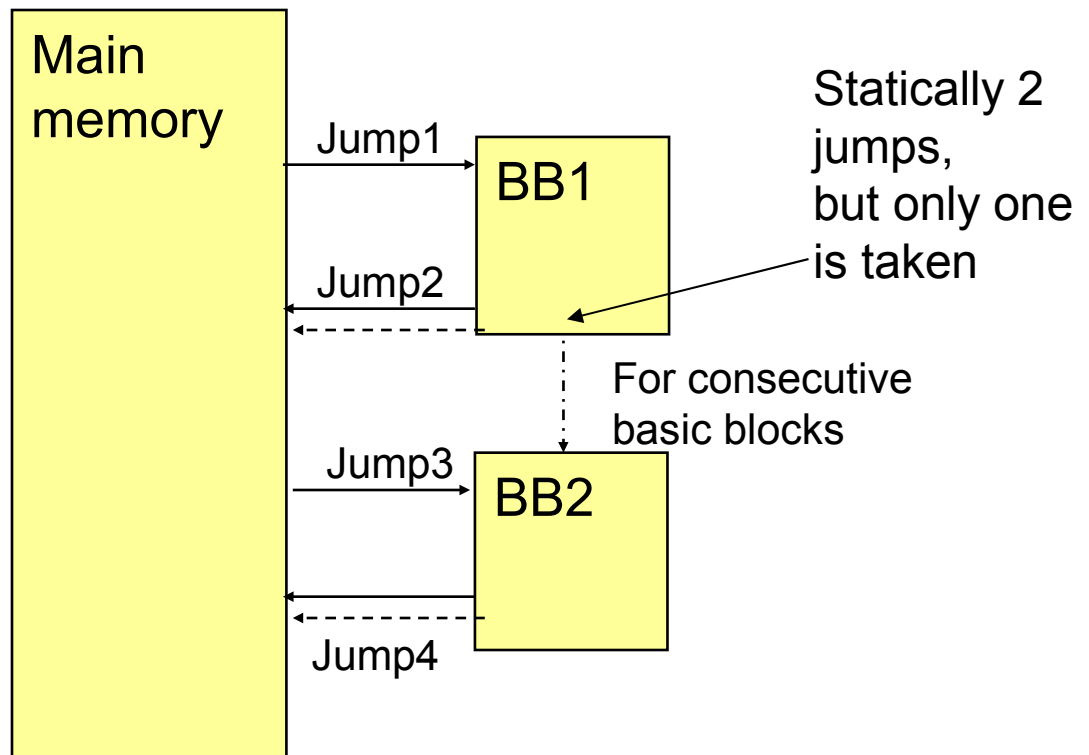 Main
memory
Jump1
BB1
Statically 2
jumps,
but only one
is taken
Jump2
For consecutive
basic blocks
Jump3
BB2
Jump4